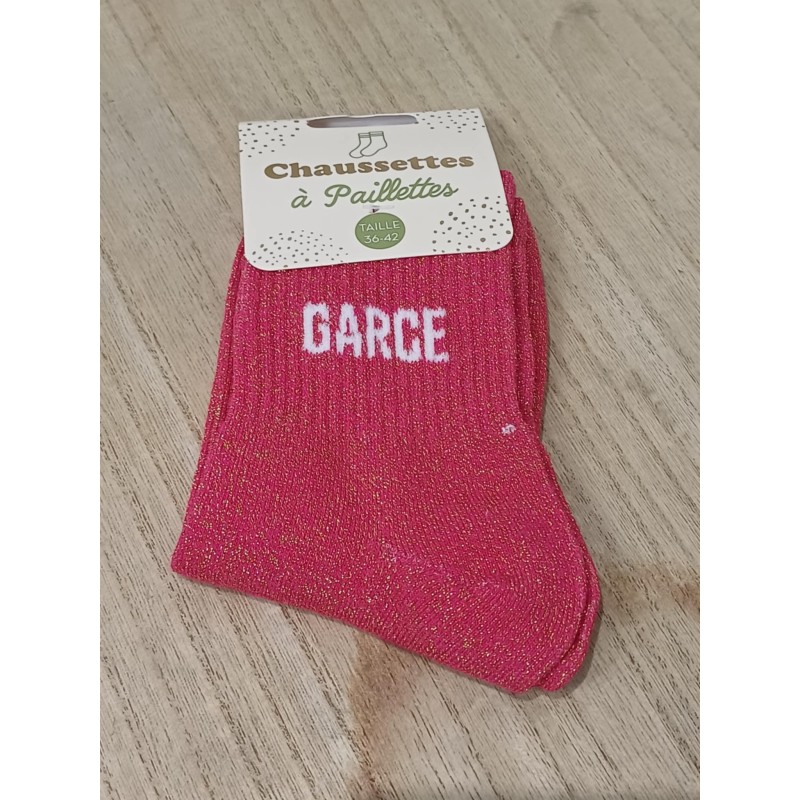 Chaussettes
à Paillettes
TAILLE
36-42
GARCE